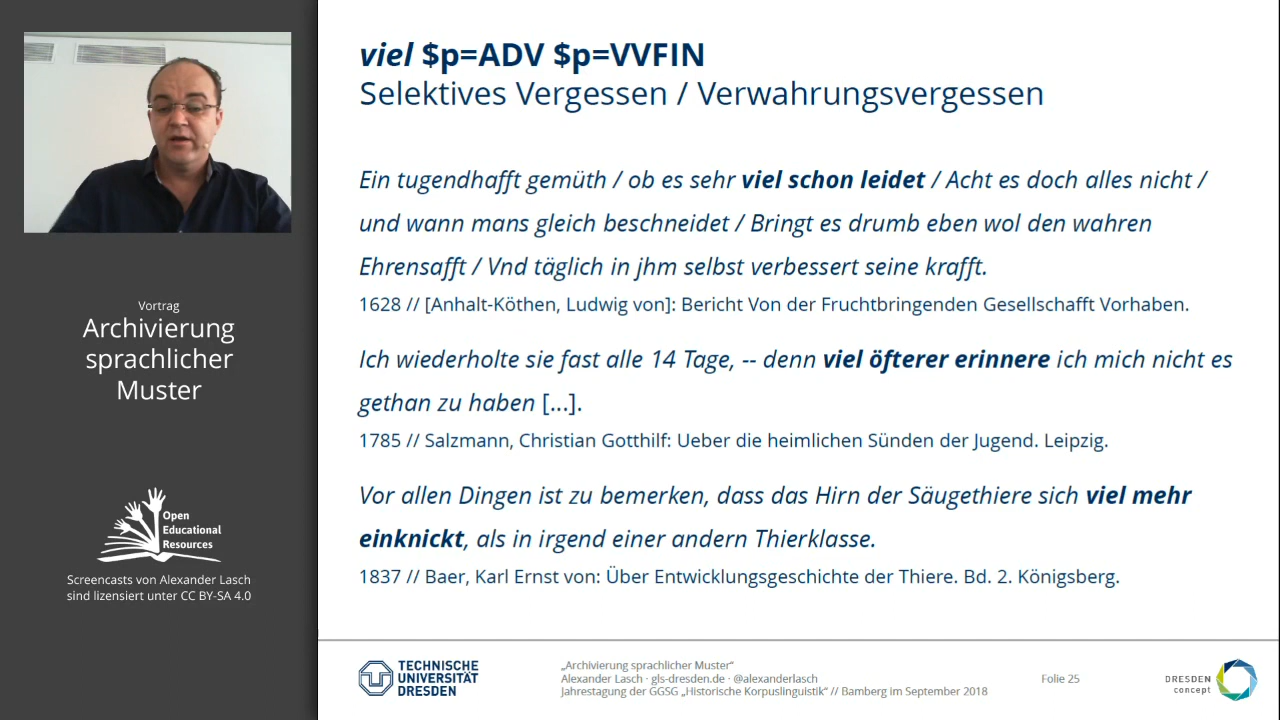 Vortrag
Archivierung
sprachlicher
Muster
Open
Educational
Resources
Screencasts von Alexander Lasch
sind lizensiert unter CC BY-SA 4.0
viel $p=ADV $p=VVFIN
Selektives Vergessen / Verwahrungsvergessen
Ein tugendhafft gemüth / ob es sehr viel schon leidet / Acht es doch alles nicht /
und wann mans gleich beschneidet / Bringt es drumb eben wol den wahren
Ehrensafft / Vnd täglich in jhm selbst verbessert seine krafft.
1628 // [Anhalt-Köthen, Ludwig von]: Bericht Von der Fruchtbringenden Gesellschafft Vorhaben.
Ich wiederholte sie fast alle 14 Tage, -- denn viel öfterer erinnere ich mich nicht es
gethan zu haben [...].
1785 // Salzmann, Christian Gotthilf: Ueber die heimlichen Sünden der Jugend. Leipzig.
Vor allen Dingen ist zu bemerken, dass das Hirn der Säugethiere sich viel mehr
einknickt, als in irgend einer andern Thierklasse.
1837 // Baer, Karl Ernst von: Über Entwicklungsgeschichte der Thiere. Bd. 2. Königsberg.
TECHNISCHE
UNIVERSITÄT
DRESDEN
„Archivierung sprachlicher Muster“
Alexander Lasch · gls-dresden.de · @alexanderlasch
Jahrestagung der GGSG „Historische Korpuslinguistik“ // Bamberg im September 2018
Folie 25
DRESDEN
concept